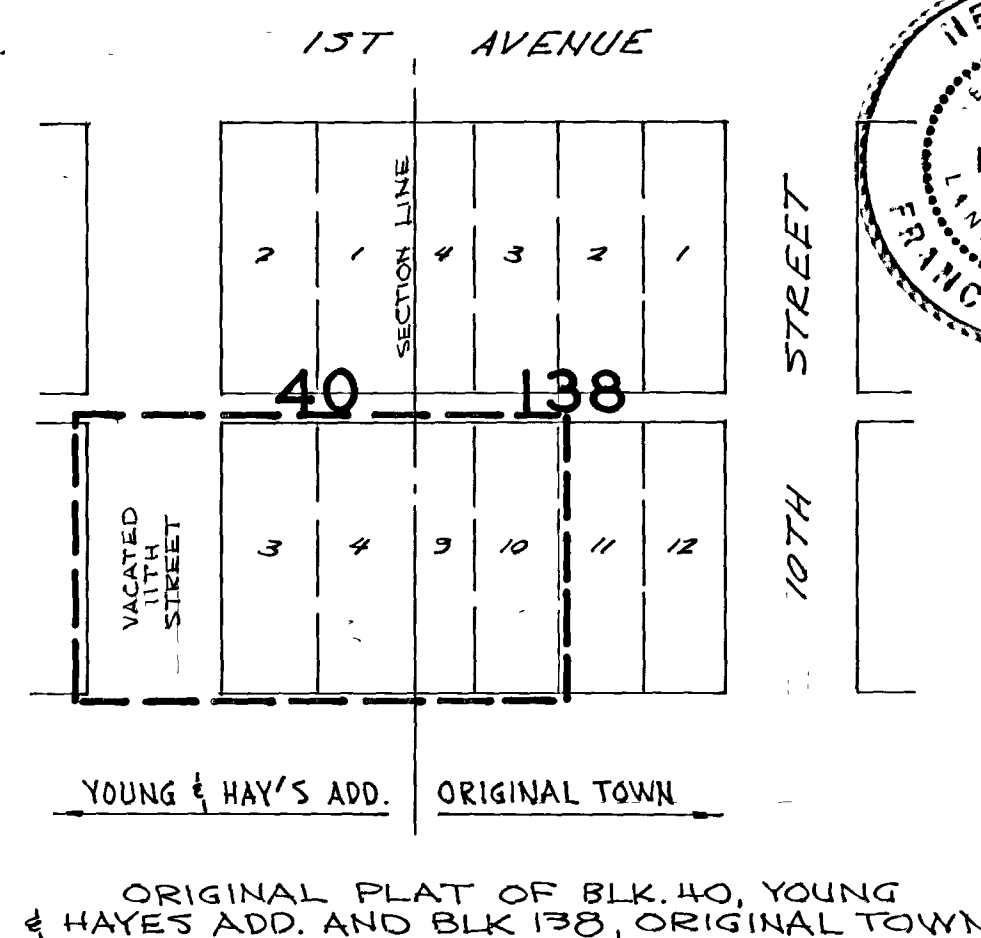 1ST AVENUE
SECTION LINE
STREET
2 1 4 3 2 1
FRANC
40 138
VACATED
11TH
STREET
3 4 9 10 11 12
10TH
YOUNG & HAY'S ADD.
ORIGINAL TOWN
ORIGINAL PLAT OF BLK. 40, YOUNG
& HAYES ADD. AND BLK 138, ORIGINAL TOWN